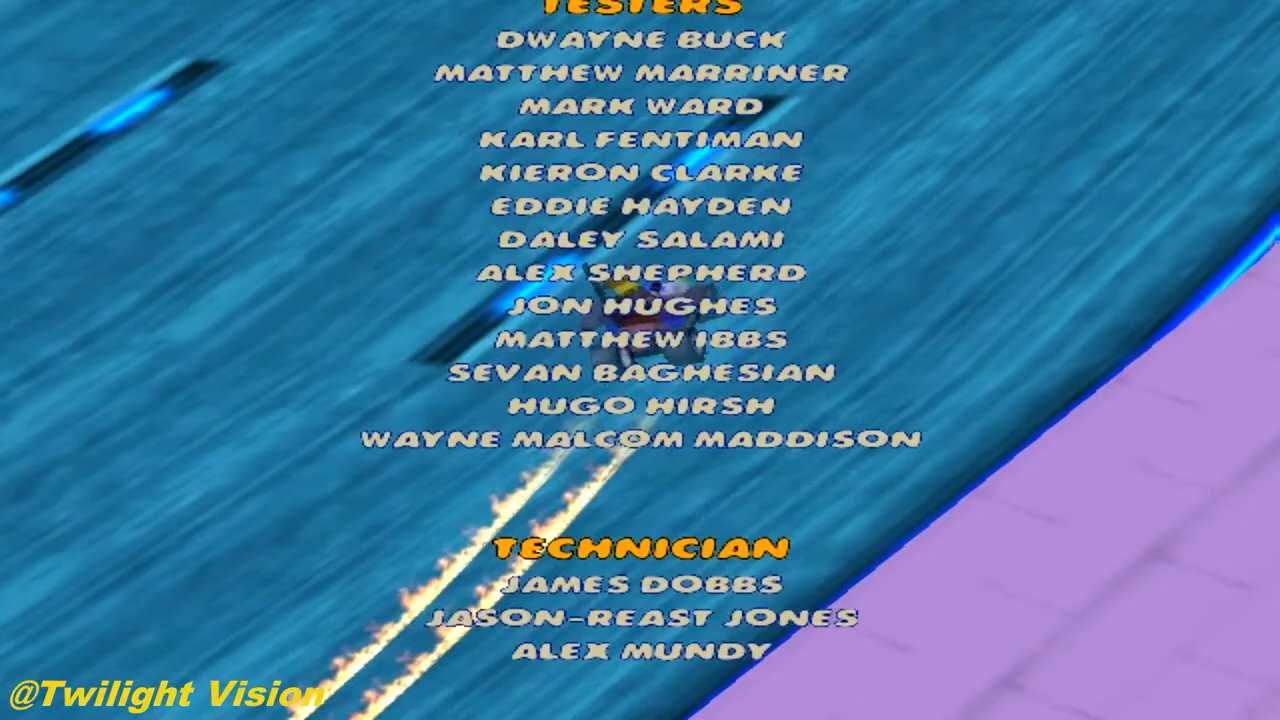 TESTERS
DWAYNE BUCK
MATTHEW MARRINER
MARK WARD
KARL FENTIMAN
KIERON CLARKE
EDDIE HAYDEN
DALEY SALAMI
ALEX SHEPHERD
JON HUGHES
MATTHEW IBBS
SEVAN BAGHESIAN
HUGO HIRSH
WAYNE MALCOM MADDISON
TECHNICIAN
JAMES DOBBS
JASON-REAST JONES
ALEX MUNDY
@Twilight Vision